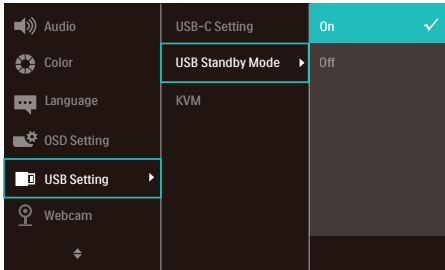 Audio
Color
Language
OSD Setting
USB Setting
Webcam
USB-C Setting
USB Standby Mode
KVM
On
Off